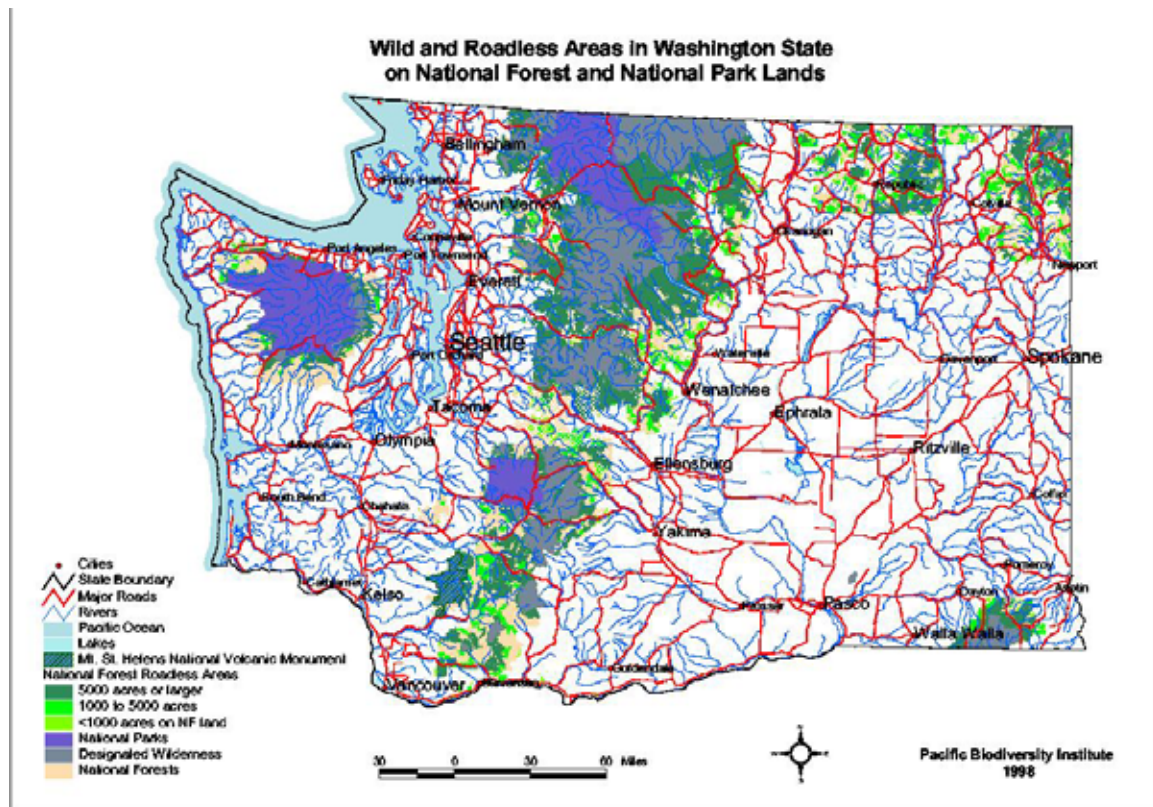 Wild and Roadless Areas in Washington State
on National Forest and National Park Lands
Bellingham
Friday Harbor
Mount Vernon
Port Angeles
Coupeville
Port Townsend
Everett
Seattle
Port Orchard
Tacoma
Olympia
Montesano
South Bend
Chehalis
Cathlamet
Kelso
Vancouver
Stevenson
Goldendale
Okanogan
Republic
Colville
Newport
Waterville
Wenatchee
Davenport
Spokane
Ephrata
Ritzville
Ellensburg
Colfax
Yakima
Prosser
Pasco
Pomeroy
Dayton
Asotin
Walla Walla
Cities
State Boundary
Major Roads
Rivers
Pacific Ocean
Lakes
Mt. St. Helens National Volcanic Monument
National Forest Roadless Areas
5000 acres or larger
1000 to 5000 acres
<1000 acres on NF land
National Parks
Designated Wilderness
National Forests
30 0 30 60 Miles
N
W E
S
Pacific Biodiversity Institute
1998